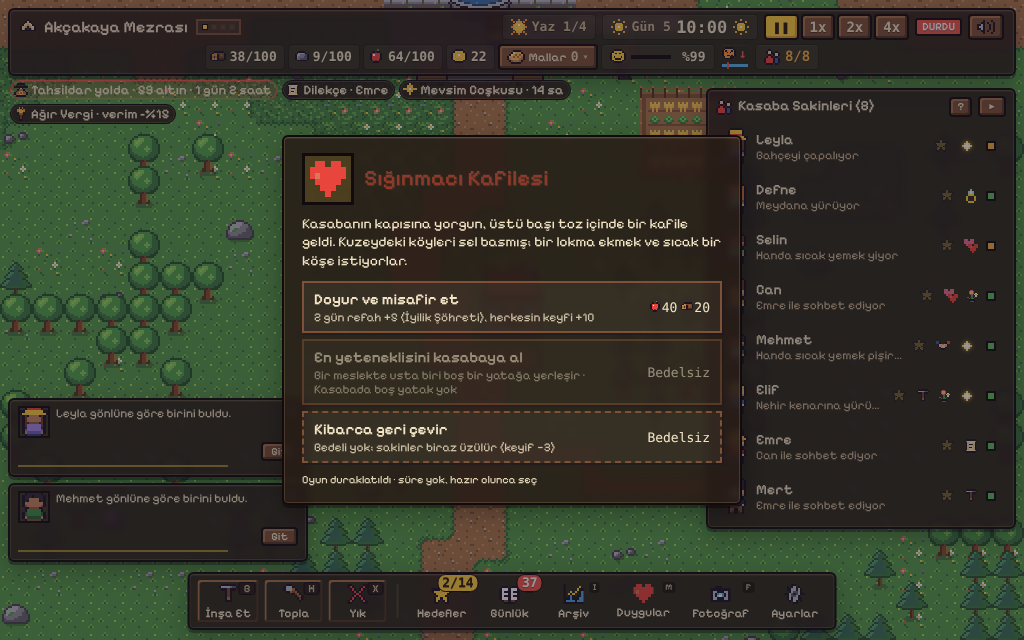 Akçakaya Mezrası
Yaz 1/4
Gün 5 10:00
1x
2x
4x
DURDU
38/100
9/100
64/100
22
Mallar 0
%99
8/8
Tahsildar yolda · 89 altın · 1 gün 2 saat
Dilekçe · Emre
Mevsim Coşkusu · 14 sa
Ağır Vergi · verim -%18
Kasaba Sakinleri (8)
?
Leyla
Bahçeyi çapalıyor
Defne
Meydana yürüyor
Selin
Handa sıcak yemek yiyor
Can
Emre ile sohbet ediyor
Mehmet
Handa sıcak yemek pişir...
Elif
Nehir kenarına yürü...
Emre
Can ile sohbet ediyor
Mert
Emre ile sohbet ediyor
Sığınmacı Kafilesi
Kasabanın kapısına yorgun, üstü başı toz içinde bir kafile
geldi. Kuzeydeki köyleri sel basmış; bir lokma ekmek ve sıcak bir
köşe istiyorlar.
Doyur ve misafir et
2 gün refah +3 (İyilik Şöhreti), herkesin keyfi +10
40 20
En yeteneklisini kasabaya al
Bir meslekte usta biri boş bir yatağa yerleşir ·
Kasabada boş yatak yok
Bedelsiz
Kibarca geri çevir
Bedeli yok; sakinler biraz üzülür (keyif -3)
Bedelsiz
Oyun duraklatıldı · süre yok, hazır olunca seç
Leyla gönlüne göre birini buldu.
Gi
Mehmet gönlüne göre birini buldu.
Git
İnşa Et
B
Topla
H
Yık
X
Hedefler
2/14
Günlük
37
Arşiv
I
Duygular
M
Fotoğraf
F
Ayarlar